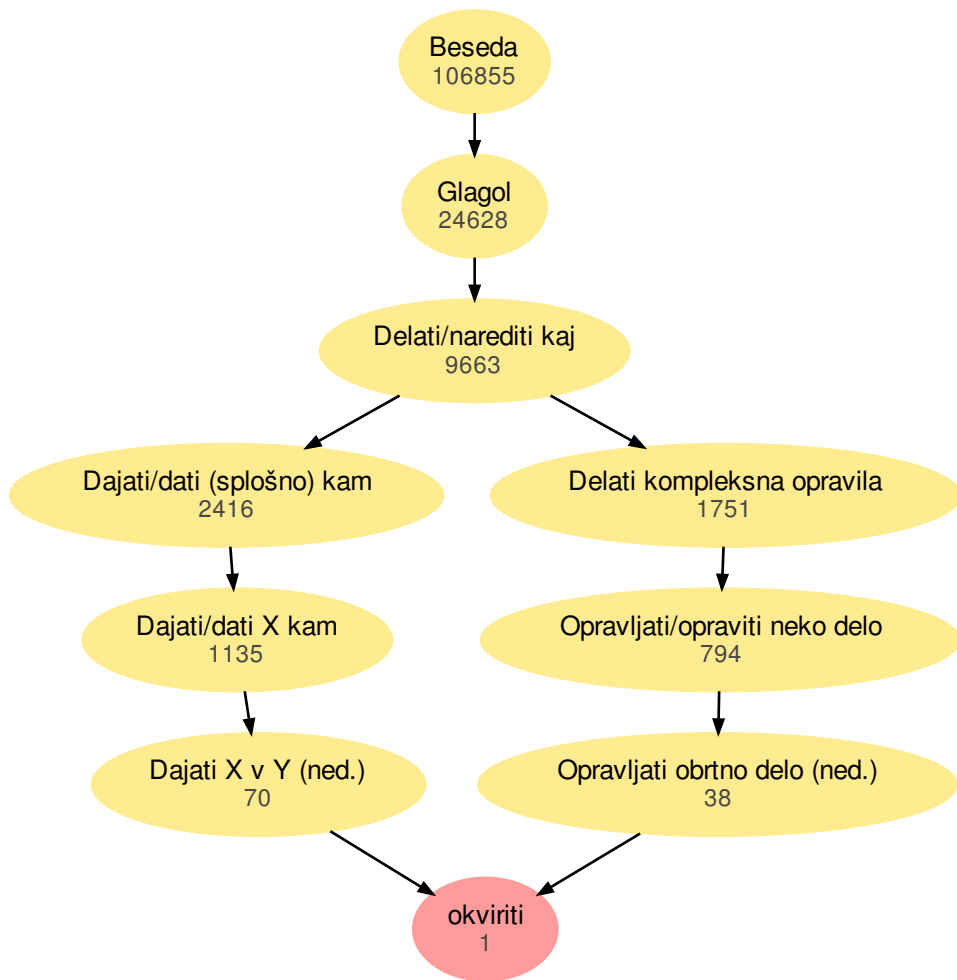 Beseda
106855
Glagol
24628
Delati/narediti kaj
9663
Dajati/dati (splošno) kam
2416
Delati kompleksna opravila
1751
Dajati/dati X kam
1135
Opravljati/opraviti neko delo
794
Dajati X v Y (ned.)
70
Opravljati obrtno delo (ned.)
38
okviriti
1